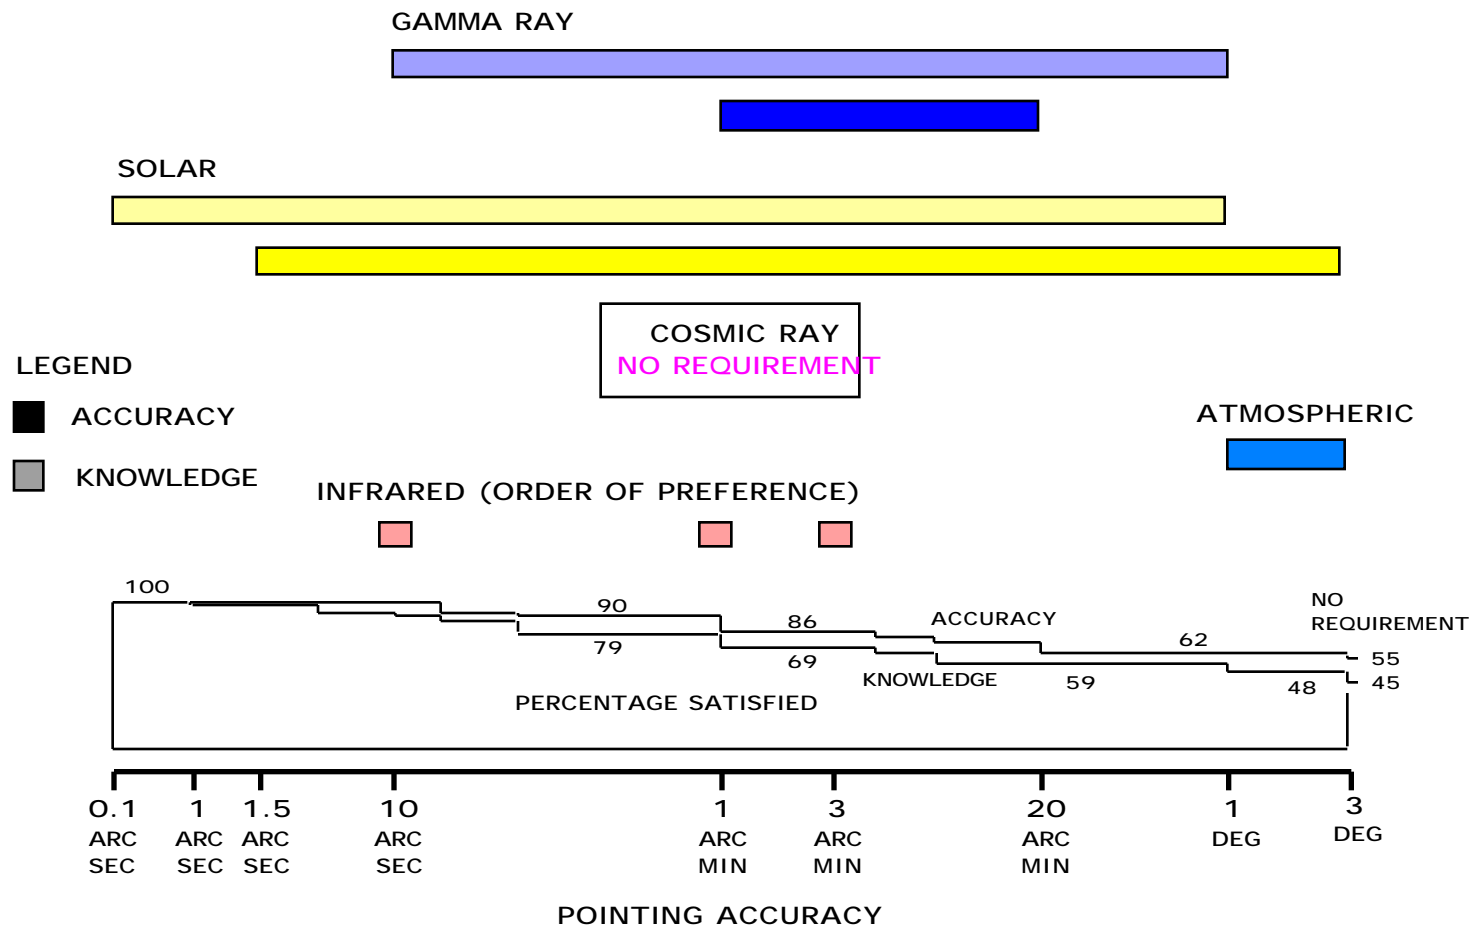 GAMMA RAY
SOLAR
COSMIC RAY
NO REQUIREMENT
LEGEND
ACCURACY
KNOWLEDGE
ATMOSPHERIC
INFRARED (ORDER OF PREFERENCE)
100
90
86
ACCURACY
62
NO
REQUIREMENT
55
45
79
69
KNOWLEDGE
59
48
PERCENTAGE SATISFIED
0.1
ARC
SEC
1
ARC
SEC
1.5
ARC
SEC
10
ARC
SEC
1
ARC
MIN
3
ARC
MIN
20
ARC
MIN
1
DEG
3
DEG
POINTING ACCURACY